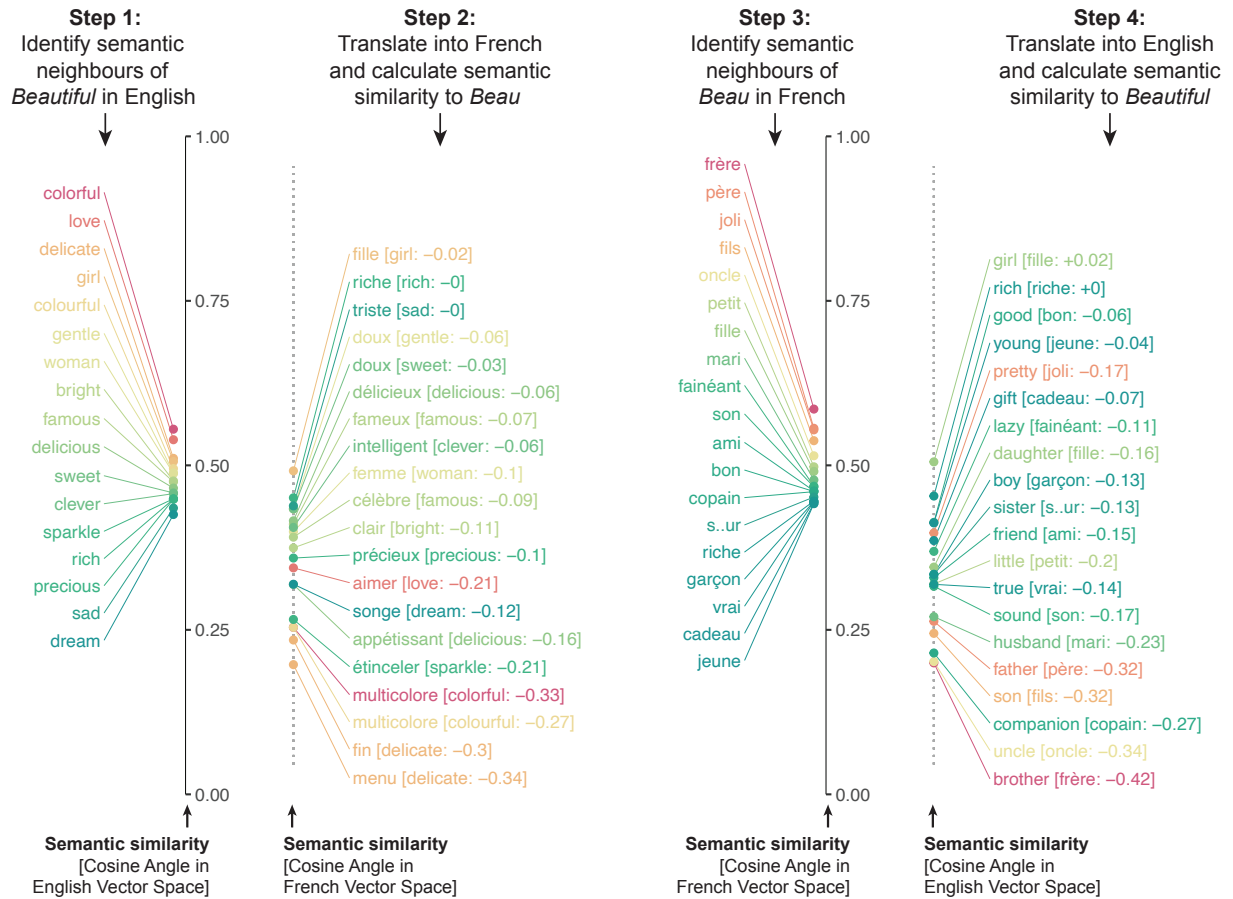 Step 1:
Identify semantic
neighbours of
Beautiful in English
Step 2:
Translate into French
and calculate semantic
similarity to Beau
Step 3:
Identify semantic
neighbours of
Beau in French
Step 4:
Translate into English
and calculate semantic
similarity to Beautiful
colorful
love
delicate
girl
colourful
gentle
woman
bright
famous
delicious
sweet
clever
sparkle
rich
precious
sad
dream
1.00
0.75
0.50
0.25
0.00
fille [girl: −0.02]
riche [rich: −0]
triste [sad: −0]
doux [gentle: −0.06]
doux [sweet: −0.03]
délicieux [delicious: −0.06]
fameux [famous: −0.07]
intelligent [clever: −0.06]
femme [woman: −0.1]
célèbre [famous: −0.09]
clair [bright: −0.11]
précieux [precious: −0.1]
aimer [love: −0.21]
songe [dream: −0.12]
appétissant [delicious: −0.16]
étinceler [sparkle: −0.21]
multicolore [colorful: −0.33]
multicolore [colourful: −0.27]
fin [delicate: −0.3]
menu [delicate: −0.34]
frère
père
joli
fils
oncle
petit
fille
mari
fainéant
son
ami
bon
copain
s..ur
riche
garçon
vrai
cadeau
jeune
1.00
0.75
0.50
0.25
0.00
girl [fille: +0.02]
rich [riche: +0]
good [bon: −0.06]
young [jeune: −0.04]
pretty [joli: −0.17]
gift [cadeau: −0.07]
lazy [fainéant: −0.11]
daughter [fille: −0.16]
boy [garçon: −0.13]
sister [s..ur: −0.13]
friend [ami: −0.15]
little [petit: −0.2]
true [vrai: −0.14]
sound [son: −0.17]
husband [mari: −0.23]
father [père: −0.32]
son [fils: −0.32]
companion [copain: −0.27]
uncle [oncle: −0.34]
brother [frère: −0.42]
Semantic similarity
[Cosine Angle in
English Vector Space]
Semantic similarity
[Cosine Angle in
French Vector Space]
Semantic similarity
[Cosine Angle in
French Vector Space]
Semantic similarity
[Cosine Angle in
English Vector Space]